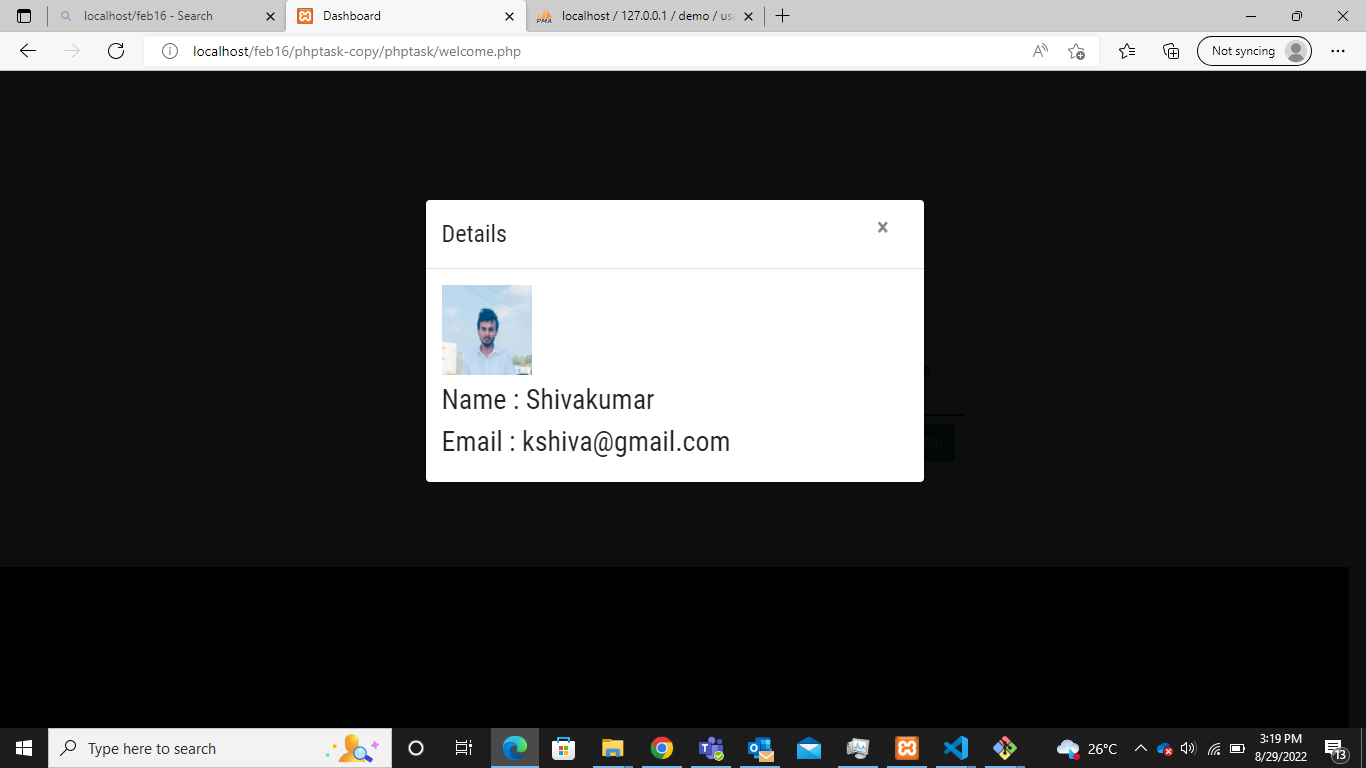 localhost/feb16 - Search
Dashboard
PMA
localhost / 127.0.0.1 / demo / use
localhost/feb16/phptask-copy/phptask/welcome.php
Not syncing
Details
×
Name : Shivakumar
Email : kshiva@gmail.com
Type here to search
26°C
3:19 PM
8/29/2022
13